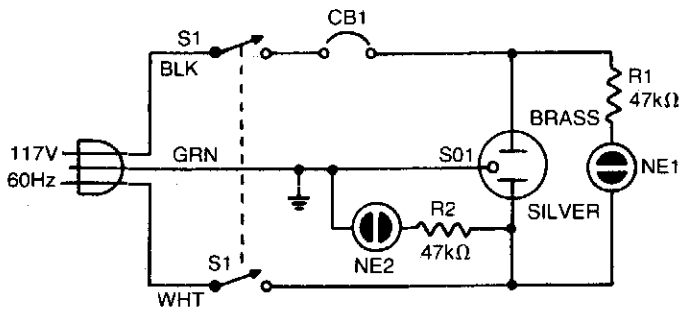 CB1
S1
BLK
R1
47kΩ
BRASS
117V
GRN
S01
NE1
60Hz
R2
SILVER
NE2
47kΩ
S1
WHT